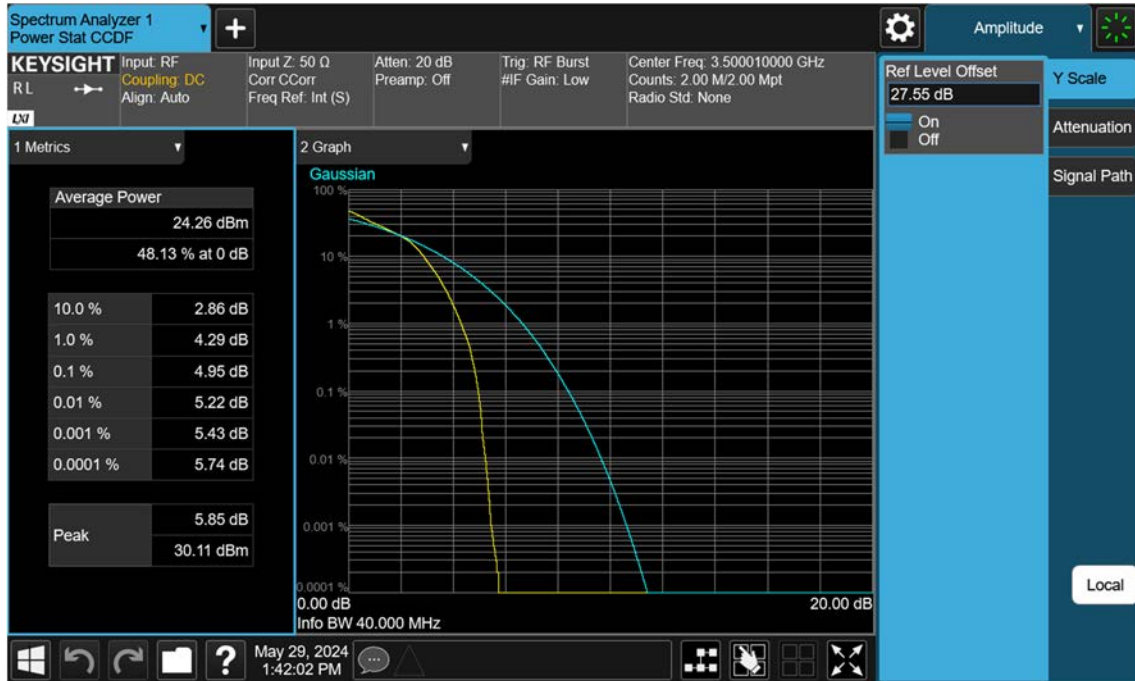 Spectrum Analyzer 1
Power Stat CCDF
+
Amplitude
KEYSIGHT
R L
LXI
Input: RF
Coupling: DC
Align: Auto
Input Z: 50 Ω
Corr CCorr
Freq Ref: Int (S)
Atten: 20 dB
Preamp: Off
Trig: RF Burst
#IF Gain: Low
Center Freq: 3.500010000 GHz
Counts: 2.00 M/2.00 Mpt
Radio Std: None
Ref Level Offset
27.55 dB
On
Off
Y Scale
Attenuation
Signal Path
1 Metrics
Average Power
24.26 dBm
48.13 % at 0 dB
10.0 % 2.86 dB
1.0 % 4.29 dB
0.1 % 4.95 dB
0.01 % 5.22 dB
0.001 % 5.43 dB
0.0001 % 5.74 dB
Peak
5.85 dB
30.11 dBm
2 Graph
Gaussian
100 %
10 %
1 %
0.1 %
0.01 %
0.001 %
0.0001 %
0.00 dB 20.00 dB
Info BW 40.000 MHz
Local
?
May 29, 2024
1:42:02 PM